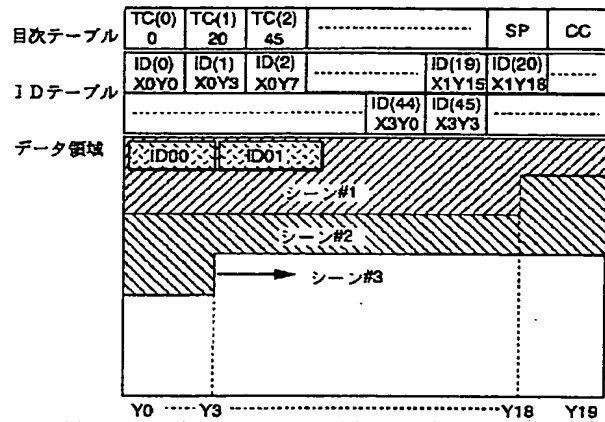 目次テーブル
TC(0) TC(1) TC(2) SP CC
0 20 45
IDテーブル
ID(0) ID(1) ID(2) ID(19) ID(20)
X0Y0 X0Y3 X0Y7 X1Y15 X1Y18
ID(44) ID(45)
X3Y0 X3Y3
データ領域
ID00 ID01
シーン#1
シーン#2
シーン#3
Y0 Y3 Y18 Y19